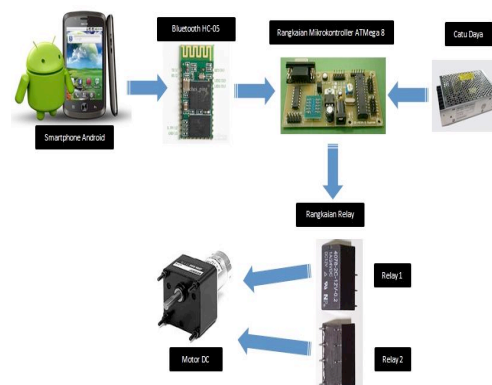 Bluetooth HC-05
Rangkaian Mikrokontroller ATMega 8
Catu Daya
Smartphone Android
Rangkaian Relay
Relay 1
Motor DC
Relay 2